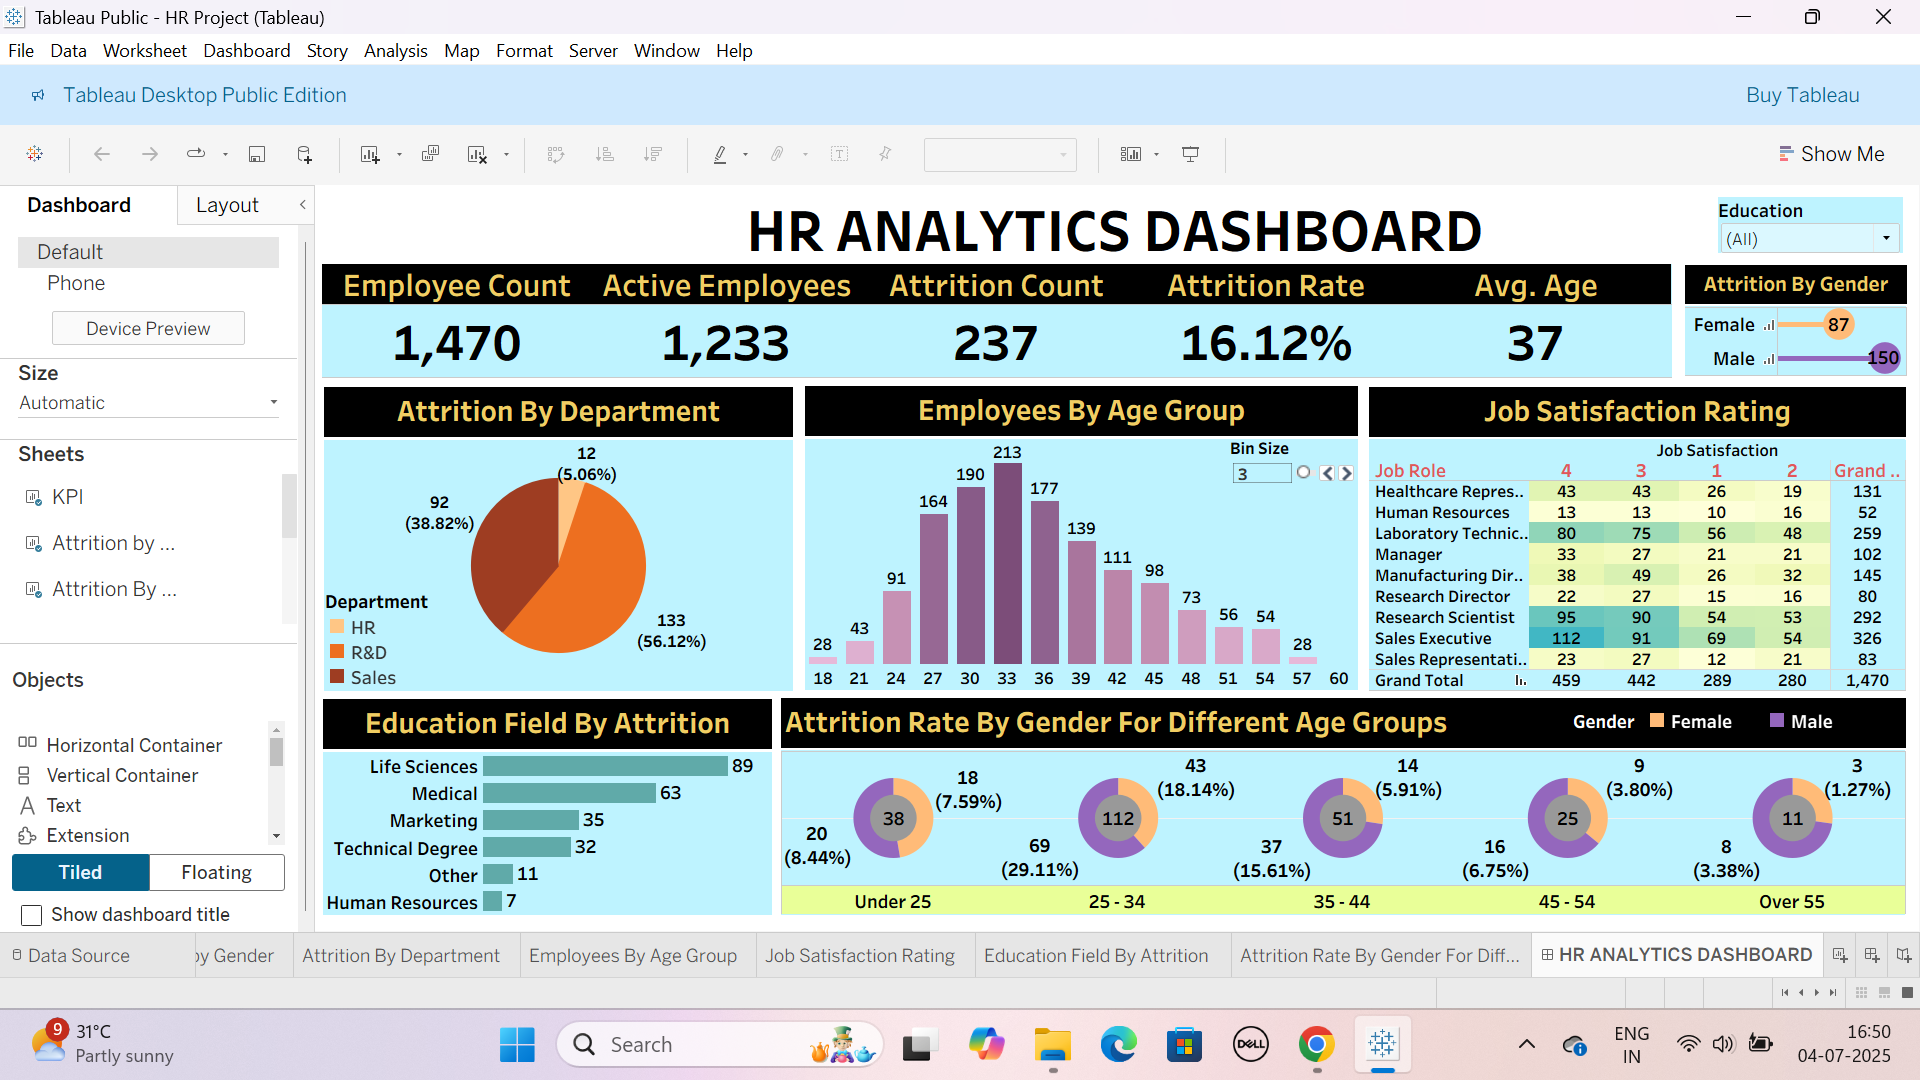 Tableau Public - HR Project (Tableau)
File Data Worksheet Dashboard Story Analysis Map Format Server Window Help
Tableau Desktop Public Edition
Buy Tableau
Show Me
Dashboard Layout
Default
Phone
Device Preview
Size
Automatic
Sheets
KPI
Attrition by ...
Attrition By ...
Objects
Horizontal Container
Vertical Container
Text
Extension
Tiled Floating
Show dashboard title
HR ANALYTICS DASHBOARD
Education
(All)
Employee Count Active Employees Attrition Count Attrition Rate Avg. Age
1,470 1,233 237 16.12% 37
Attrition By Gender
Female 87
Male 150
Attrition By Department
12
(5.06%)
92
(38.82%)
133
(56.12%)
Department
HR
R&D
Sales
Employees By Age Group
Bin Size
3
28 43 91 164 190 213 177 139 111 98 73 56 54 28
18 21 24 27 30 33 36 39 42 45 48 51 54 57 60
Job Satisfaction Rating
Job Satisfaction
Job Role 4 3 1 2 Grand ..
Healthcare Repres.. 43 43 26 19 131
Human Resources 13 13 10 16 52
Laboratory Technic.. 80 75 56 48 259
Manager 33 27 21 21 102
Manufacturing Dir.. 38 49 26 32 145
Research Director 22 27 15 16 80
Research Scientist 95 90 54 53 292
Sales Executive 112 91 69 54 326
Sales Representati.. 23 27 12 21 83
Grand Total 459 442 289 280 1,470
Education Field By Attrition
Life Sciences 89
Medical 63
Marketing 35
Technical Degree 32
Other 11
Human Resources 7
Attrition Rate By Gender For Different Age Groups
Gender Female Male
18
(7.59%)
38
20
(8.44%)
43
(18.14%)
112
69
(29.11%)
14
(5.91%)
51
37
(15.61%)
9
(3.80%)
25
16
(6.75%)
3
(1.27%)
11
8
(3.38%)
Under 25 25 - 34 35 - 44 45 - 54 Over 55
Data Source by Gender Attrition By Department Employees By Age Group Job Satisfaction Rating Education Field By Attrition Attrition Rate By Gender For Diff... HR ANALYTICS DASHBOARD
9
31°C
Partly sunny
Search
DELL
ENG
IN
16:50
04-07-2025